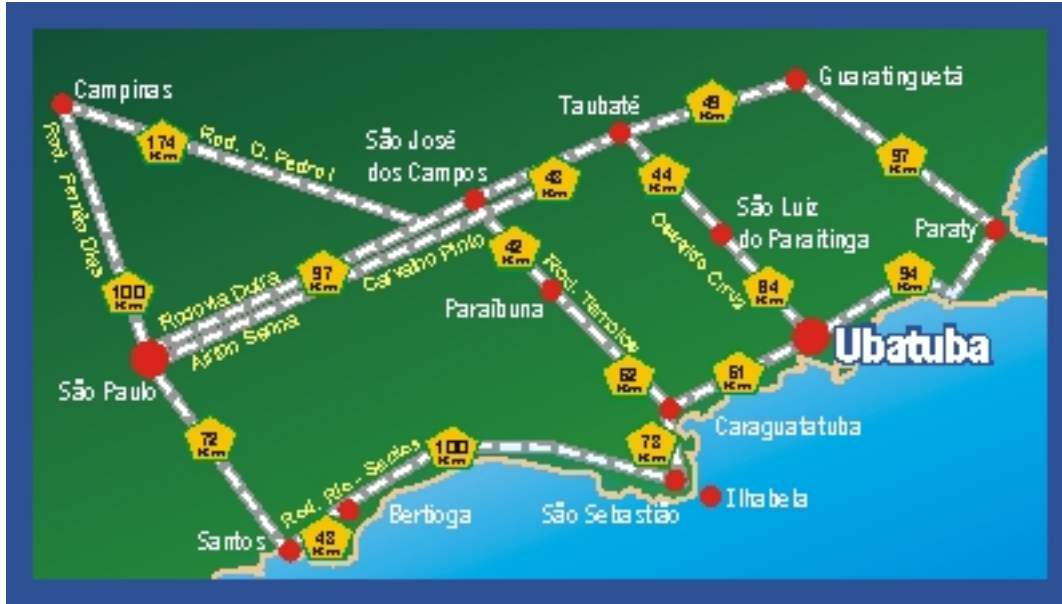 Campinas
Guaratinguetá
Taubaté
49
Km
174
Km
Rod. D. Pedro I
São José
dos Campos
97
Km
Rod. Fernão Dias
43
Km
44
Km
São Luiz
do Paraitinga
Paraty
42
Km
Oswaldo Cruz
94
Km
97
Km
Carvalho Pinto
100
Km
Rodovia Dutra
Paraibuna
Rod. Tamoios
84
Km
Ayrton Senna
Ubatuba
São Paulo
62
Km
61
Km
Caraguatatuba
72
Km
100
Km
Rod. Rio - Santos
Bertioga
São Sebastião
Ilhabela
Santos
Km